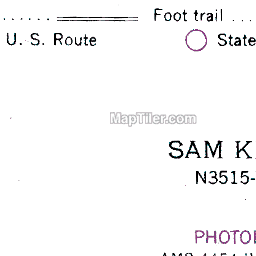 ...... Foot trail ...
U. S. Route State
MapTiler.com
SAM K
N3515-
PHOTO